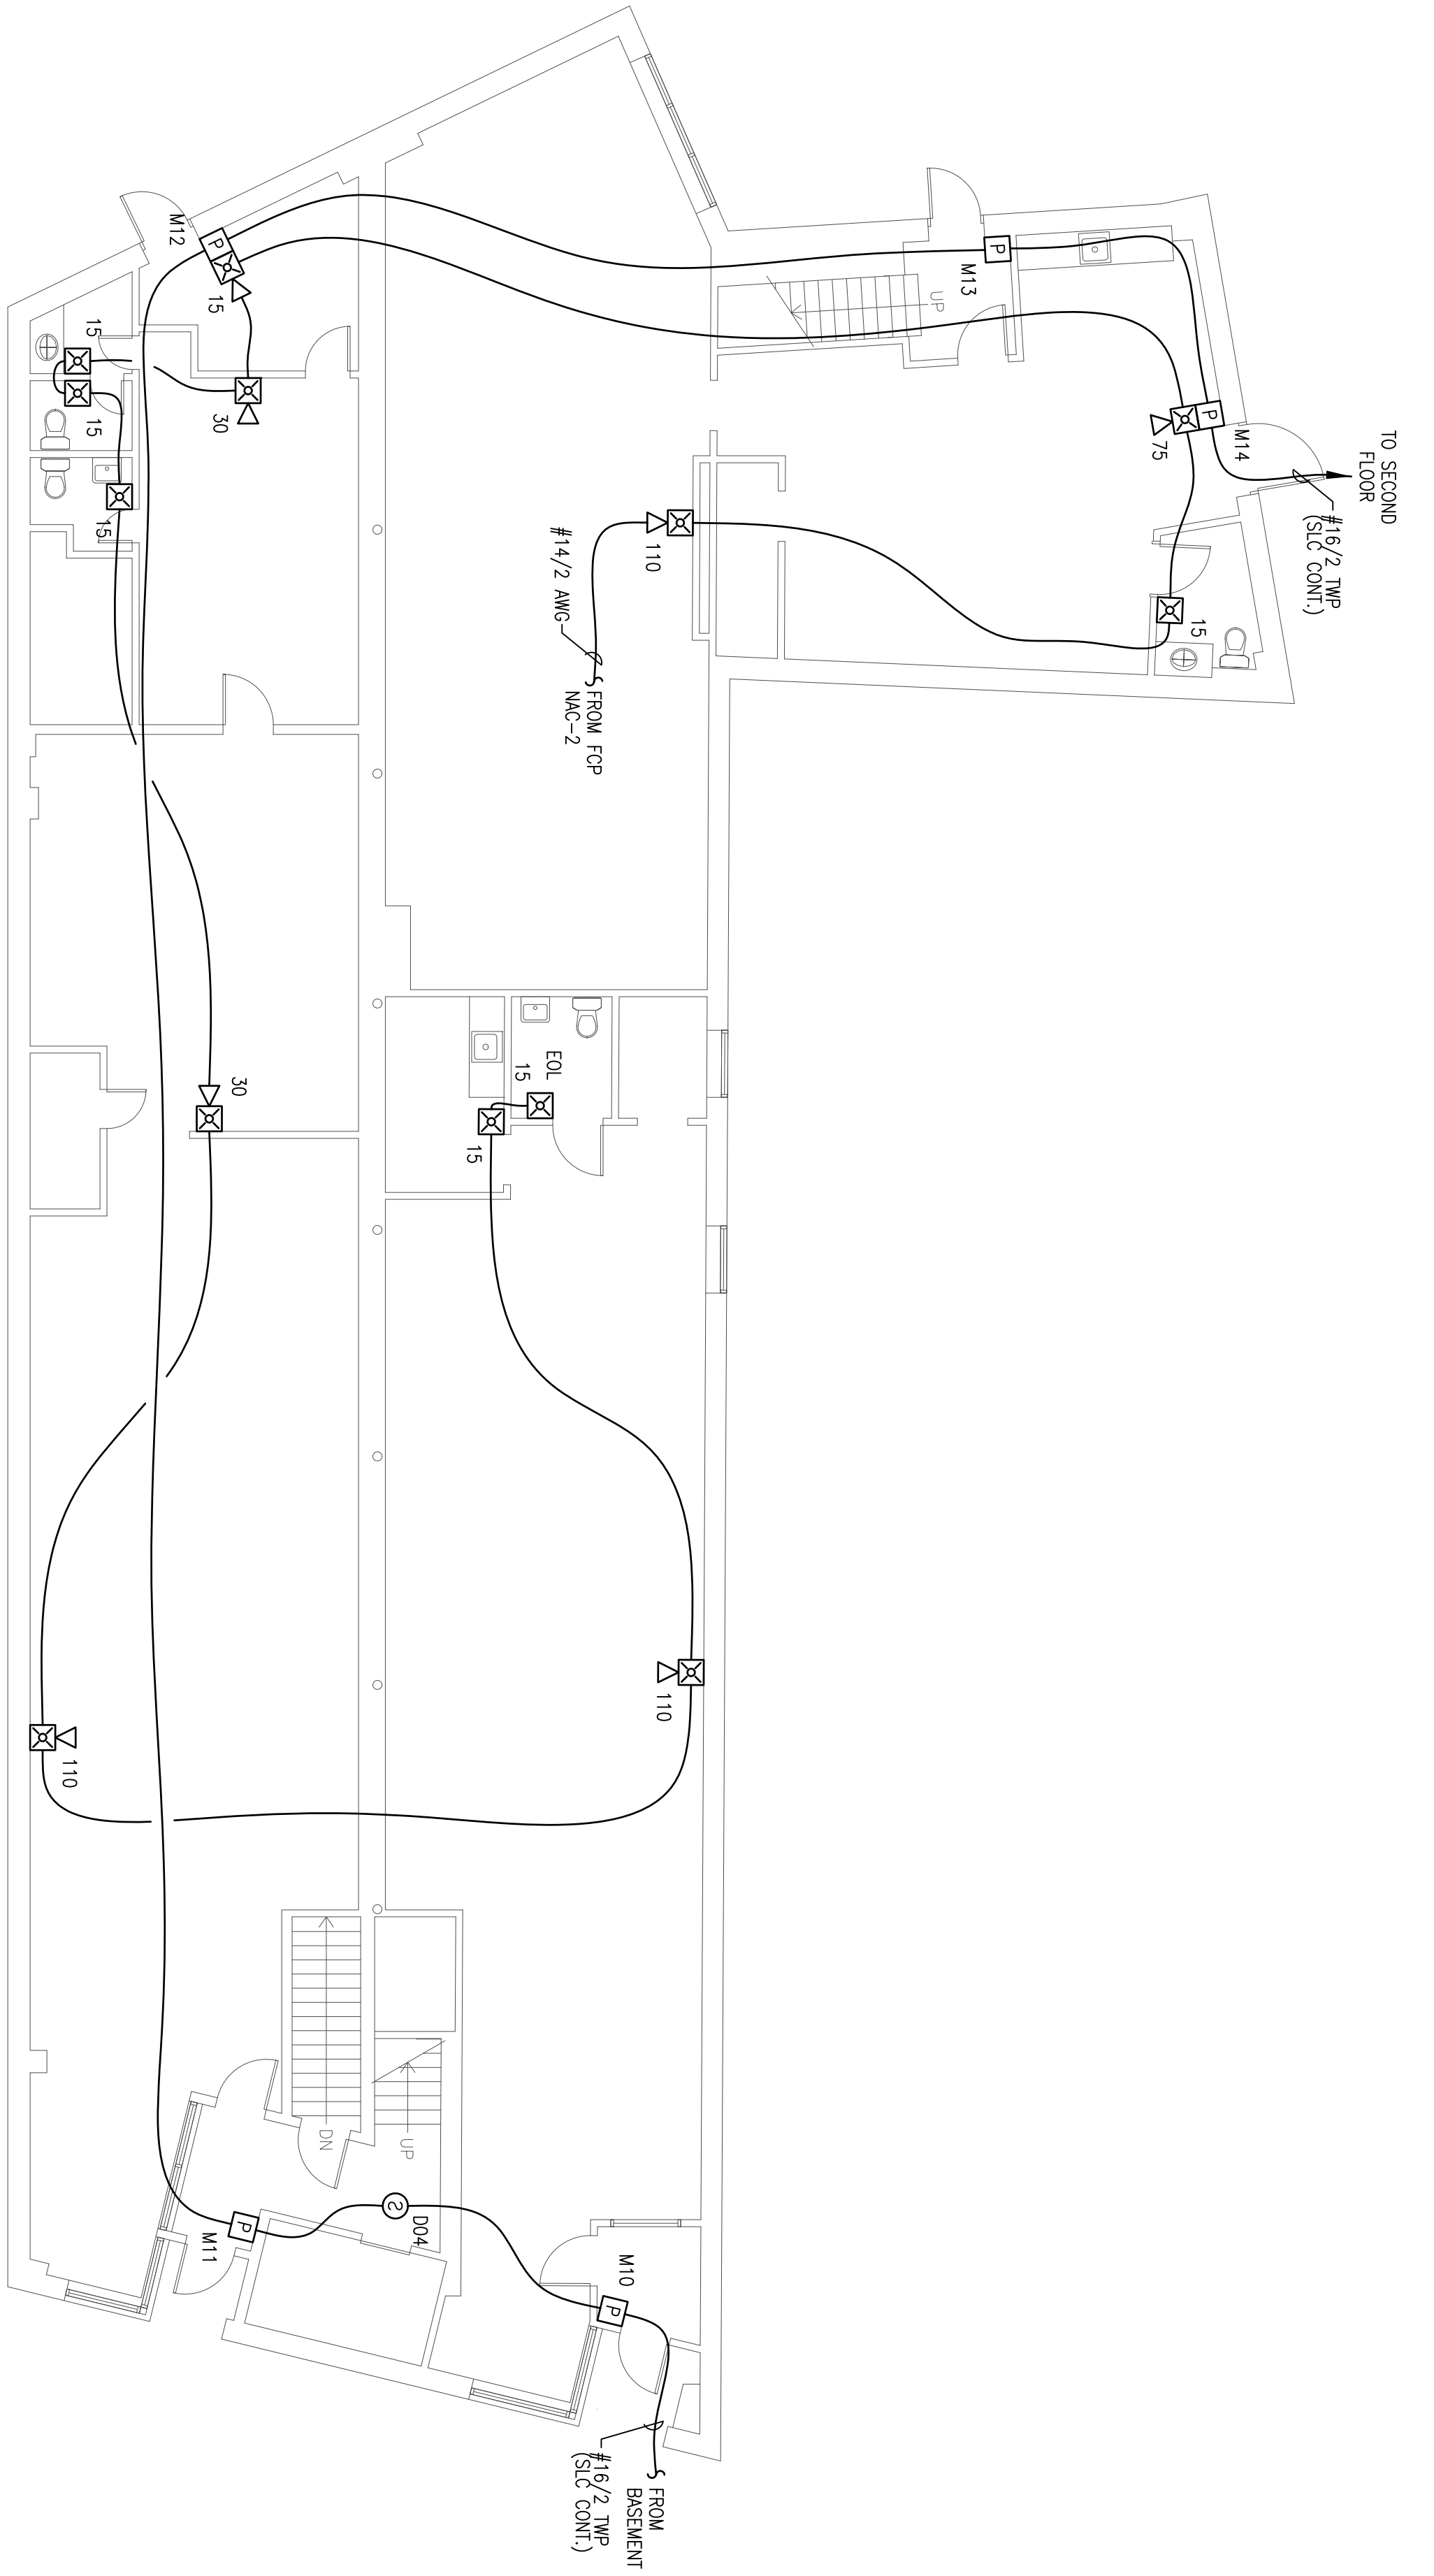 TO SECOND
FLOOR
#16/2 TWP
(SLC CONT.)
M14
P
75
15
M13
P
UP
110
#14/2 AWG
FROM FCP
NAC-2
M12
P
15
30
15
15
15
30
EOL
15
15
110
110
DN
UP
2
D04
M11
P
M10
P
#16/2 TWP
(SLC CONT.)
FROM
BASEMENT